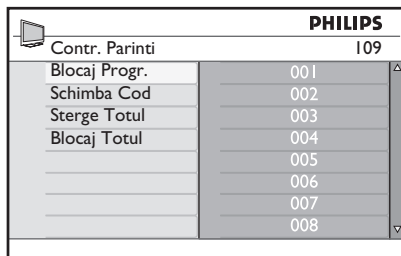 PHILIPS
Contr. Parinti 109
Blocaj Progr. 001
Schimba Cod 002
Sterge Totul 003
Blocaj Totul 004
005
006
007
008